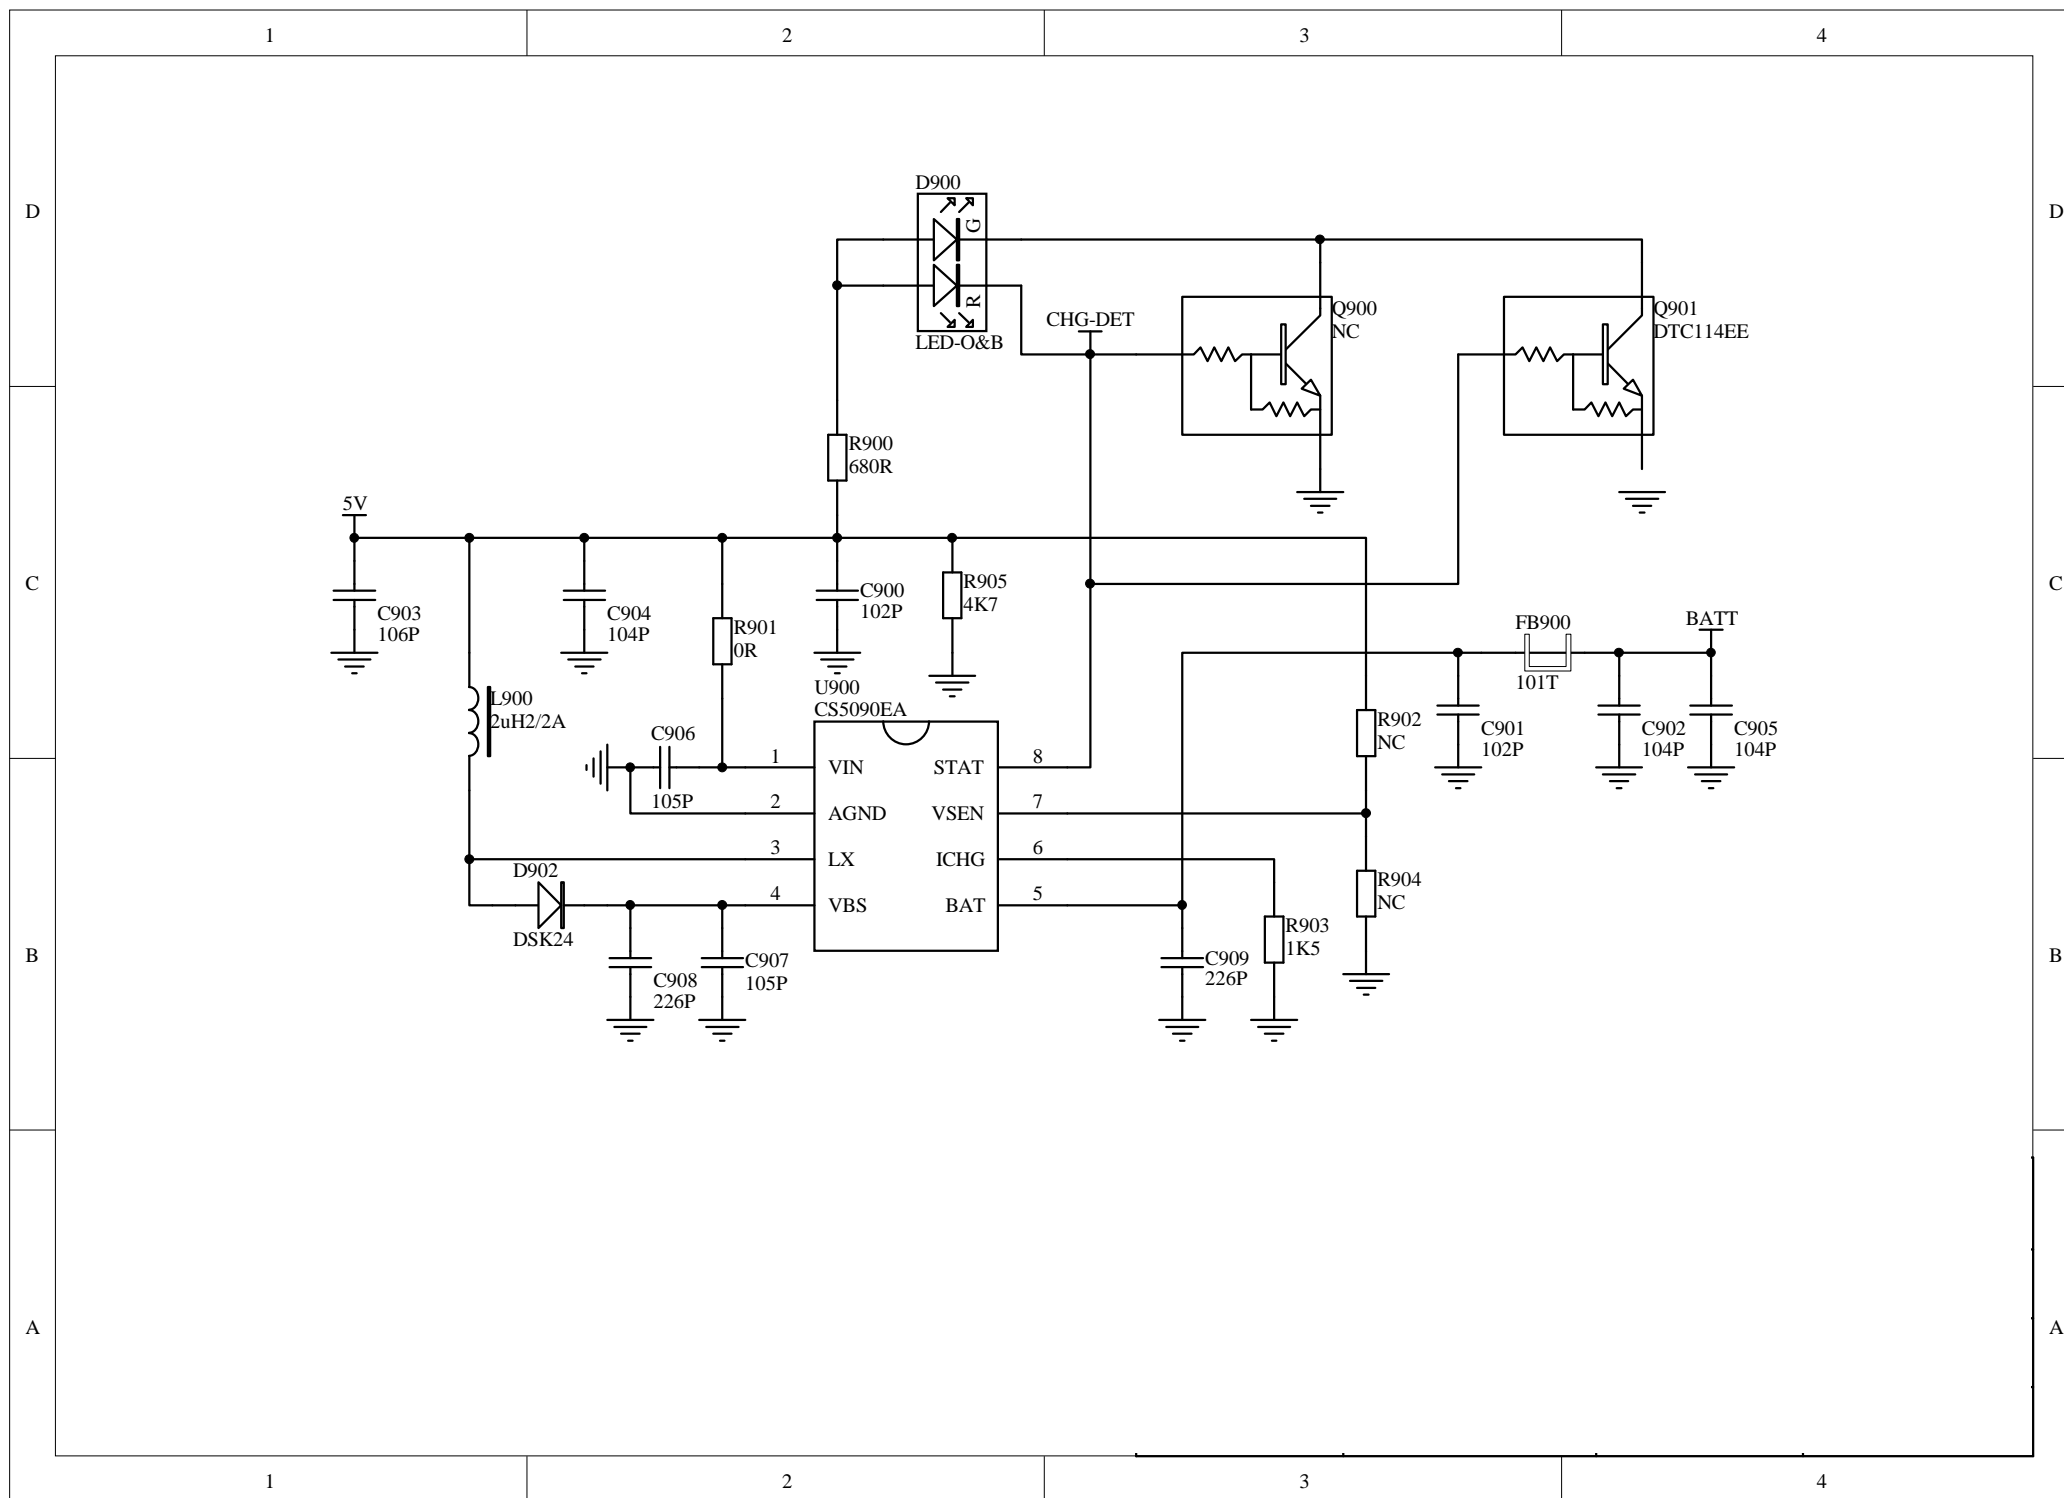 1 2 3 4
D D
D900
G
R
LED-O&B
CHG-DET
Q900
NC
Q901
DTC114EE
R900
680R
5V
C C
C903
106P
C904
104P
R901
0R
C900
102P
R905
4K7
FB900
101T
BATT
L900
2uH2/2A
U900
CS5090EA
R902
NC
C901
102P
C902
104P
C905
104P
C906
105P
1 VIN STAT 8
2 AGND VSEN 7
3 LX ICHG 6
4 VBS BAT 5
D902
DSK24
R904
NC
B B
C908
226P
C907
105P
C909
226P
R903
1K5
A A
1 2 3 4